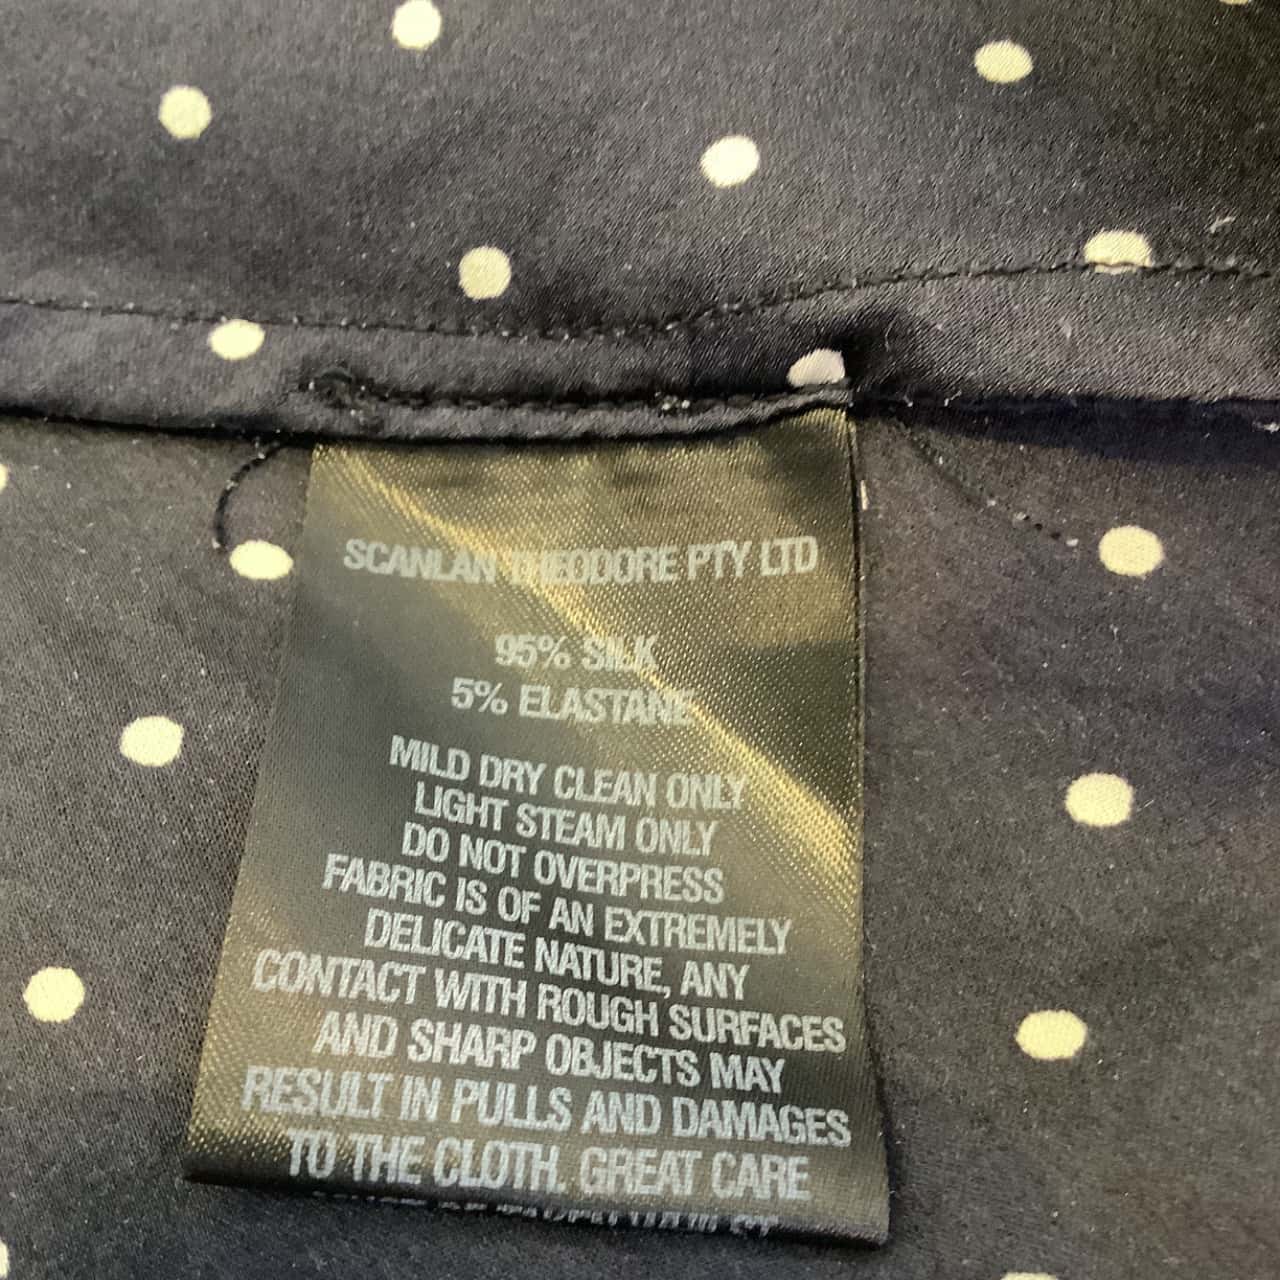 SCANLAN THEODORE PTY LTD
95% SILK
5% ELASTANE
MILD DRY CLEAN ONLY
LIGHT STEAM ONLY
DO NOT OVERPRESS
FABRIC IS OF AN EXTREMELY
DELICATE NATURE, ANY
CONTACT WITH ROUGH SURFACES
AND SHARP OBJECTS MAY
RESULT IN PULLS AND DAMAGES
TO THE CLOTH. GREAT CARE